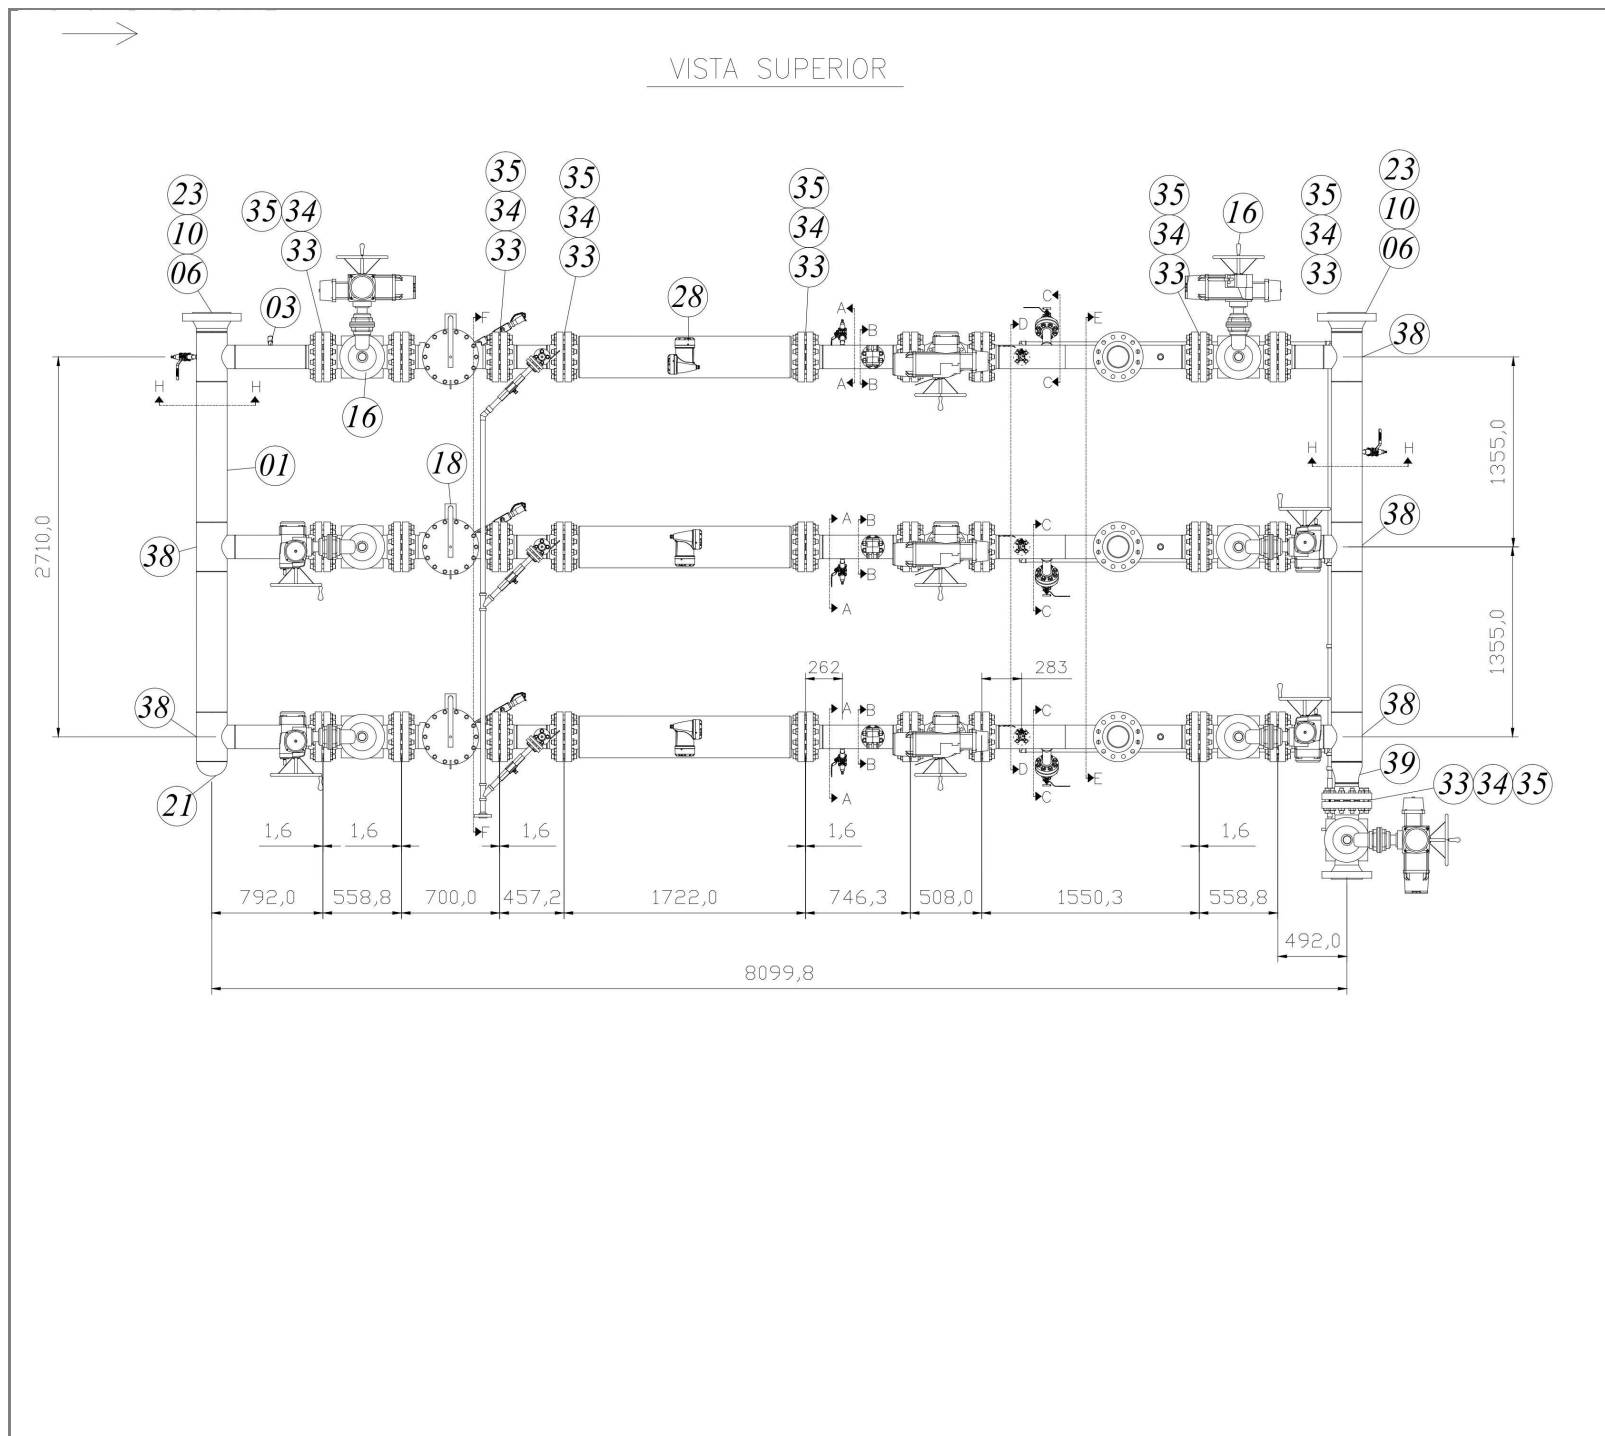 VISTA SUPERIOR
23
10
06
35 34
33
03
16
35
34
33
35
34
33
28
35
34
33
35
34
33
16
35
34
33
23
10
06
38
F
A
B
A
B
D
C
C
E
H H
01
18
38
38
21
2710,0
A
B
B
A
C
C
H H
38
1355,0
1355,0
262
283
A
B
B
A
C
D
C
E
F
38
39
33 34 35
1,6 1,6 1,6 1,6 1,6
792,0 558,8 700,0 457,2 1722,0 746,3 508,0 1550,3 558,8
492,0
8099,8